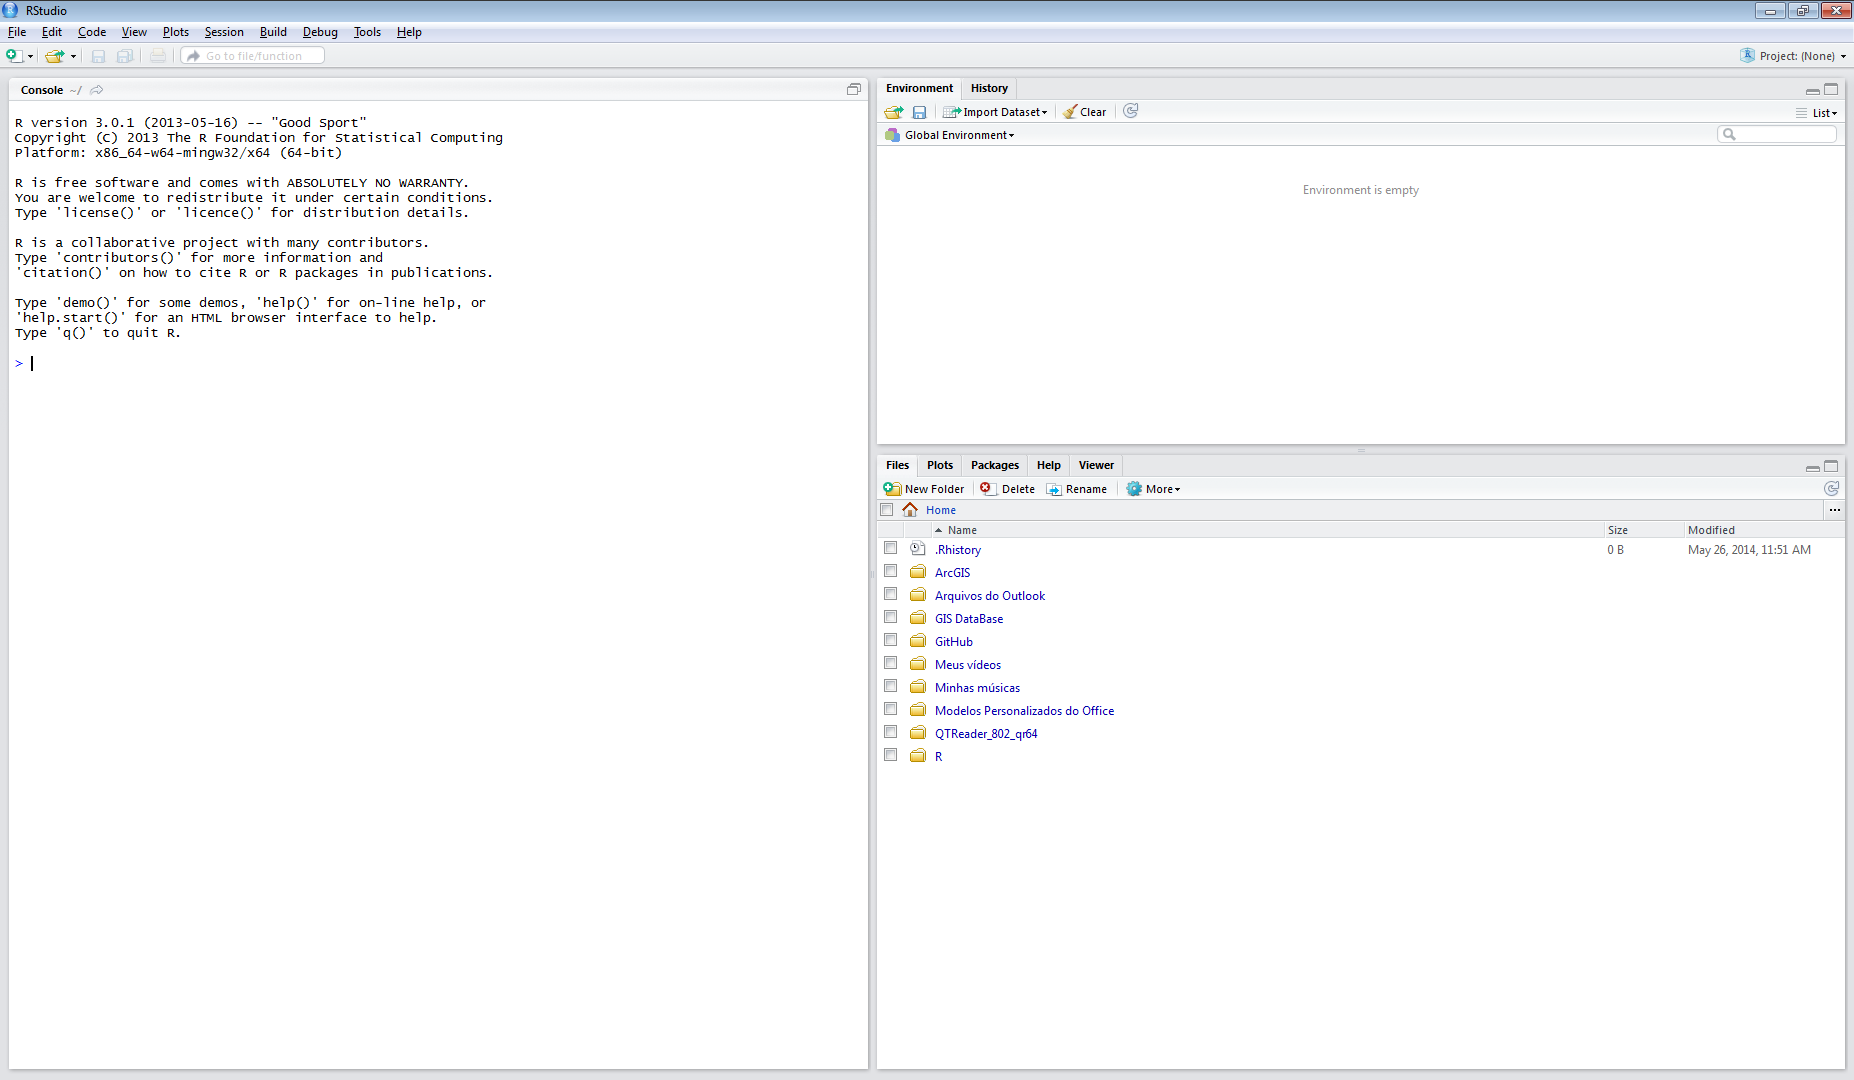 RStudio
File Edit Code View Plots Session Build Debug Tools Help
Go to file/function
Project: (None)
Console ~/
R version 3.0.1 (2013-05-16) -- "Good Sport"
Copyright (C) 2013 The R Foundation for Statistical Computing
Platform: x86_64-w64-mingw32/x64 (64-bit)
R is free software and comes with ABSOLUTELY NO WARRANTY.
You are welcome to redistribute it under certain conditions.
Type 'license()' or 'licence()' for distribution details.
R is a collaborative project with many contributors.
Type 'contributors()' for more information and
'citation()' on how to cite R or R packages in publications.
Type 'demo()' for some demos, 'help()' for on-line help, or
'help.start()' for an HTML browser interface to help.
Type 'q()' to quit R.
>
Environment History
Import Dataset Clear List
Global Environment
Environment is empty
Files Plots Packages Help Viewer
New Folder Delete Rename More
Home ...
Name Size Modified
.Rhistory 0 B May 26, 2014, 11:51 AM
ArcGIS
Arquivos do Outlook
GIS DataBase
GitHub
Meus vídeos
Minhas músicas
Modelos Personalizados do Office
QTReader_802_qr64
R